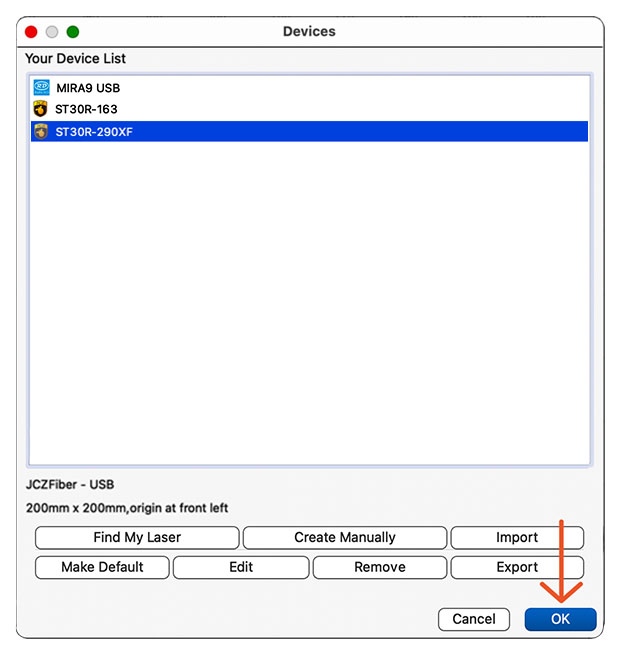 Devices
Your Device List
MIRA9 USB
ST30R-163
ST30R-290XF
JCZFiber - USB
200mm x 200mm,origin at front left
Find My Laser Create Manually Import
Make Default Edit Remove Export
Cancel OK